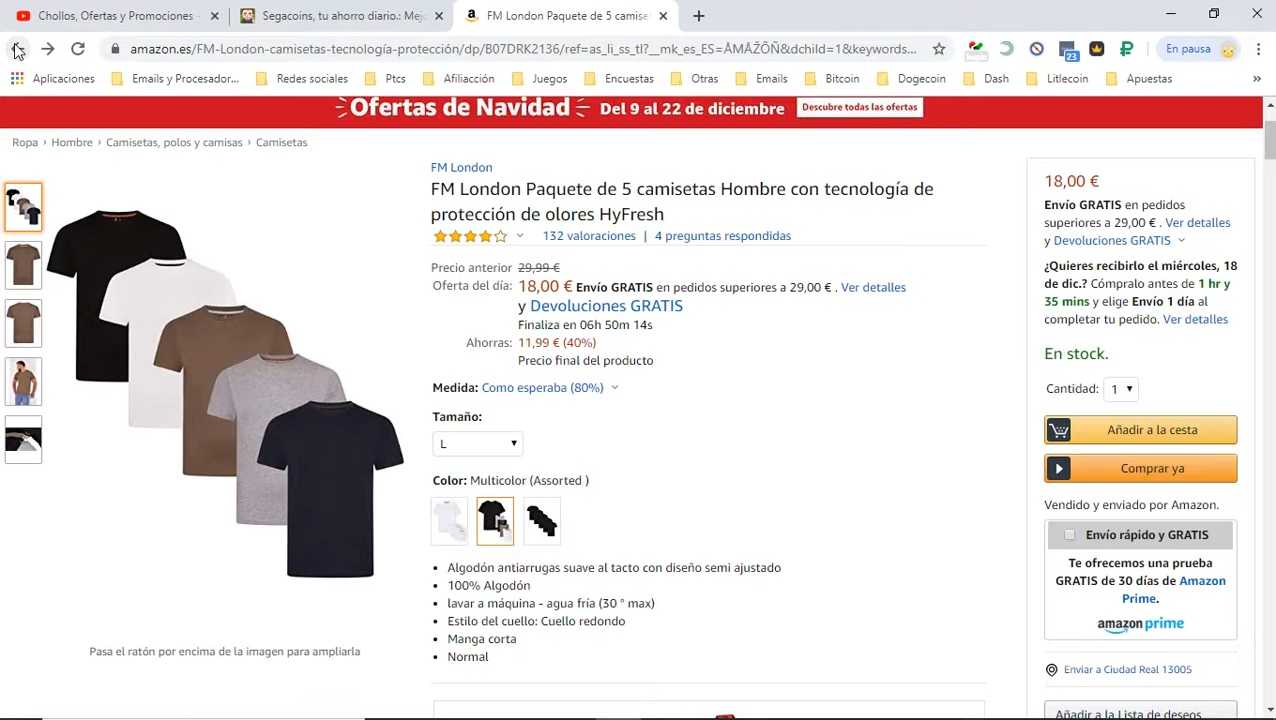 Chollos, Ofertas y Promociones -
Segacoins, tu ahorro diario.: Mejo
FM London Paquete de 5 camiset
amazon.es/FM-London-camisetas-tecnología-protección/dp/B07DRK2136/ref=as_li_ss_tl?__mk_es_ES=ÅMÅŽÕÑ&dchild=1&keywords...
23
En pausa
Aplicaciones
Emails y Procesador...
Redes sociales
Ptcs
Afiliacción
Juegos
Encuestas
Otras
Emails
Bitcoin
Dogecoin
Dash
Litlecoin
Apuestas
»
Ofertas de Navidad Del 9 al 22 de diciembre Descubre todas las ofertas
Ropa › Hombre › Camisetas, polos y camisas › Camisetas
FM London
FM London Paquete de 5 camisetas Hombre con tecnología de
protección de olores HyFresh
132 valoraciones | 4 preguntas respondidas
Precio anterior 29,99 €
Oferta del día: 18,00 € Envío GRATIS en pedidos superiores a 29,00 € . Ver detalles
y Devoluciones GRATIS
Finaliza en 06h 50m 14s
Ahorras: 11,99 € (40%)
Precio final del producto
Medida: Como esperaba (80%)
Tamaño:
L
Color: Multicolor (Assorted )
• Algodón antiarrugas suave al tacto con diseño semi ajustado
• 100% Algodón
• lavar a máquina - agua fría (30 ° max)
• Estilo del cuello: Cuello redondo
• Manga corta
• Normal
Pasa el ratón por encima de la imagen para ampliarla
18,00 €
Envío GRATIS en pedidos
superiores a 29,00 € . Ver detalles
y Devoluciones GRATIS
¿Quieres recibirlo el miércoles, 18
de dic.? Cómpralo antes de 1 hr y
35 mins y elige Envío 1 día al
completar tu pedido. Ver detalles
En stock.
Cantidad: 1
Añadir a la cesta
Comprar ya
Vendido y enviado por Amazon.
Envío rápido y GRATIS
Te ofrecemos una prueba
GRATIS de 30 días de Amazon
Prime.
amazon prime
Enviar a Ciudad Real 13005
Añadir a la Lista de deseos